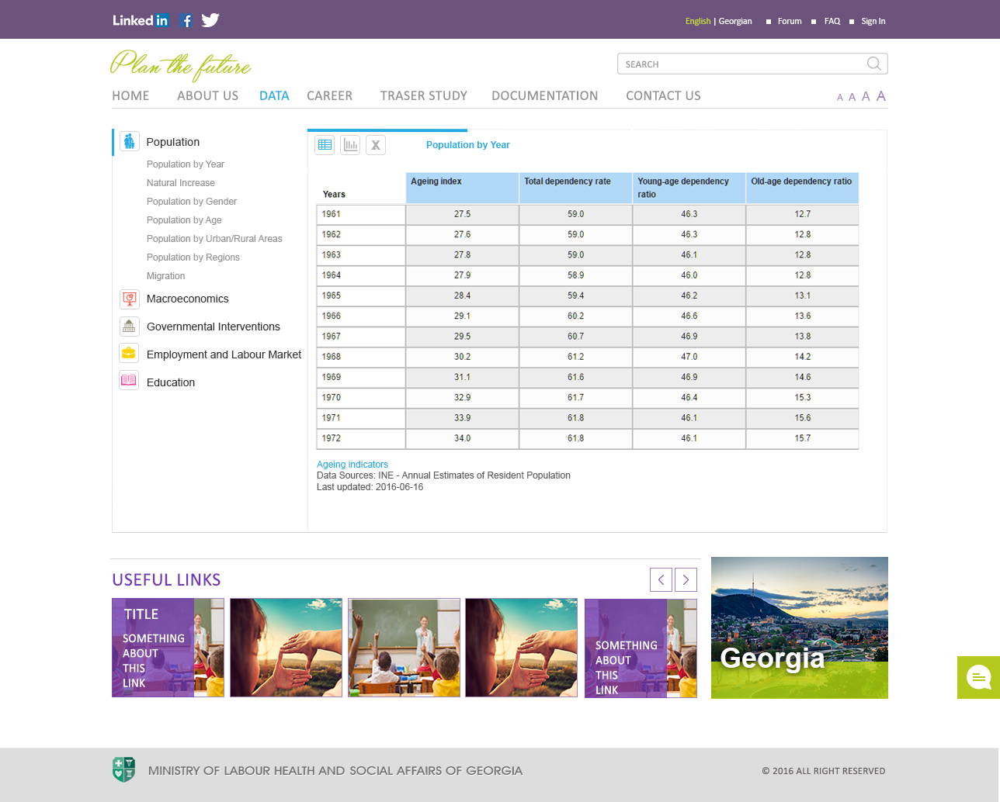 Linked in f
English | Georgian Forum FAQ Sign In
Plan the future
SEARCH
HOME ABOUT US DATA CAREER TRASER STUDY DOCUMENTATION CONTACT US
A A A A
Population
Population by Year
Natural Increase
Population by Gender
Population by Age
Population by Urban/Rural Areas
Population by Regions
Migration
Macroeconomics
Governmental Interventions
Employment and Labour Market
Education
X Population by Year
Years Ageing index Total dependency rate Young-age dependency ratio Old-age dependency ratio
1961 27.5 59.0 46.3 12.7
1962 27.6 59.0 46.3 12.8
1963 27.8 59.0 46.1 12.8
1964 27.9 58.9 46.0 12.8
1965 28.4 59.4 46.2 13.1
1966 29.1 60.2 46.6 13.6
1967 29.5 60.7 46.9 13.8
1968 30.2 61.2 47.0 14.2
1969 31.1 61.6 46.9 14.6
1970 32.9 61.7 46.4 15.3
1971 33.9 61.8 46.1 15.6
1972 34.0 61.8 46.1 15.7
Ageing indicators
Data Sources: INE - Annual Estimates of Resident Population
Last updated: 2016-06-16
USEFUL LINKS
TITLE
SOMETHING
ABOUT
THIS
LINK
SOMETHING
ABOUT
THIS
LINK
Georgia
MINISTRY OF LABOUR HEALTH AND SOCIAL AFFAIRS OF GEORGIA
© 2016 ALL RIGHT RESERVED